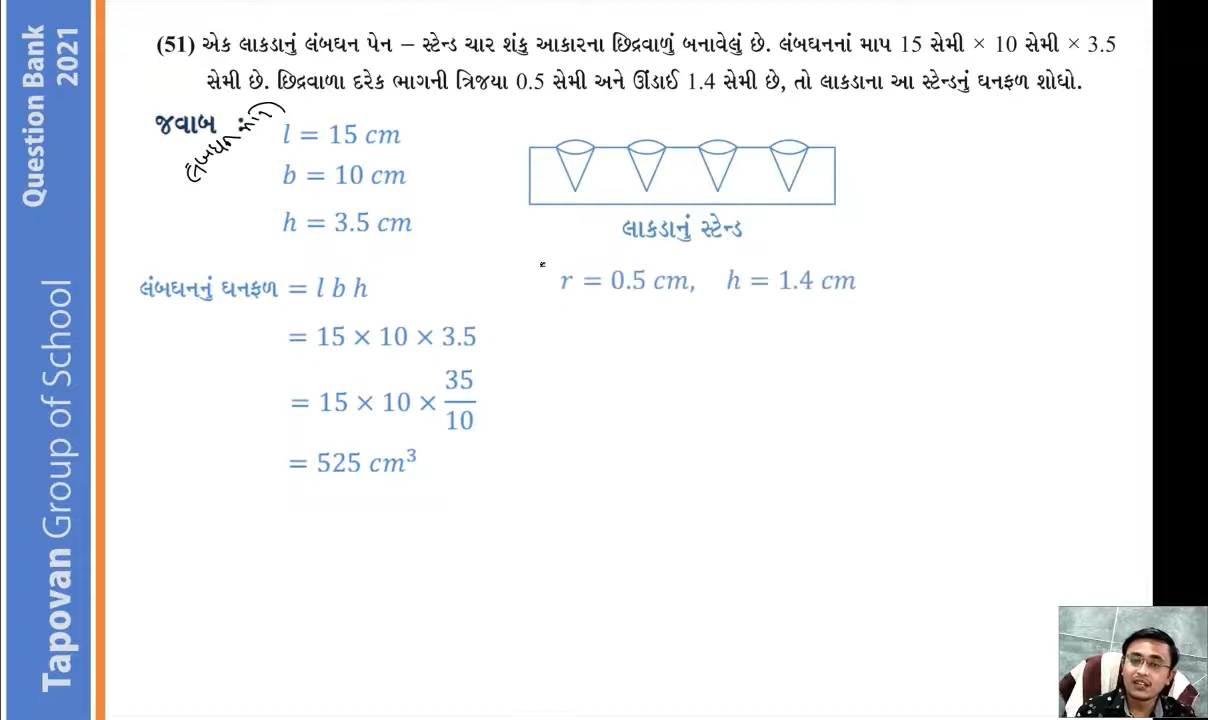 Question Bank
2021
Tapovan Group of School
(51) એક લાકડાનું લંબઘન પેન – સ્ટેન્ડ ચાર શંકુ આકારના છિદ્રવાળું બનાવેલું છે. લંબઘનનાં માપ 15 સેમી × 10 સેમી × 3.5
સેમી છે. છિદ્રવાળા દરેક ભાગની ત્રિજયા 0.5 સેમી અને ઊંડાઈ 1.4 સેમી છે, તો લાકડાના આ સ્ટેન્ડનું ઘનફળ શોધો.
જવાબ
l = 15 cm
b = 10 cm
h = 3.5 cm
લાકડાનું સ્ટેન્ડ
r = 0.5 cm, h = 1.4 cm
લંબઘનનું ઘનફળ = l b h
= 15 × 10 × 3.5
= 15 × 10 × 35/10
= 525 cm³